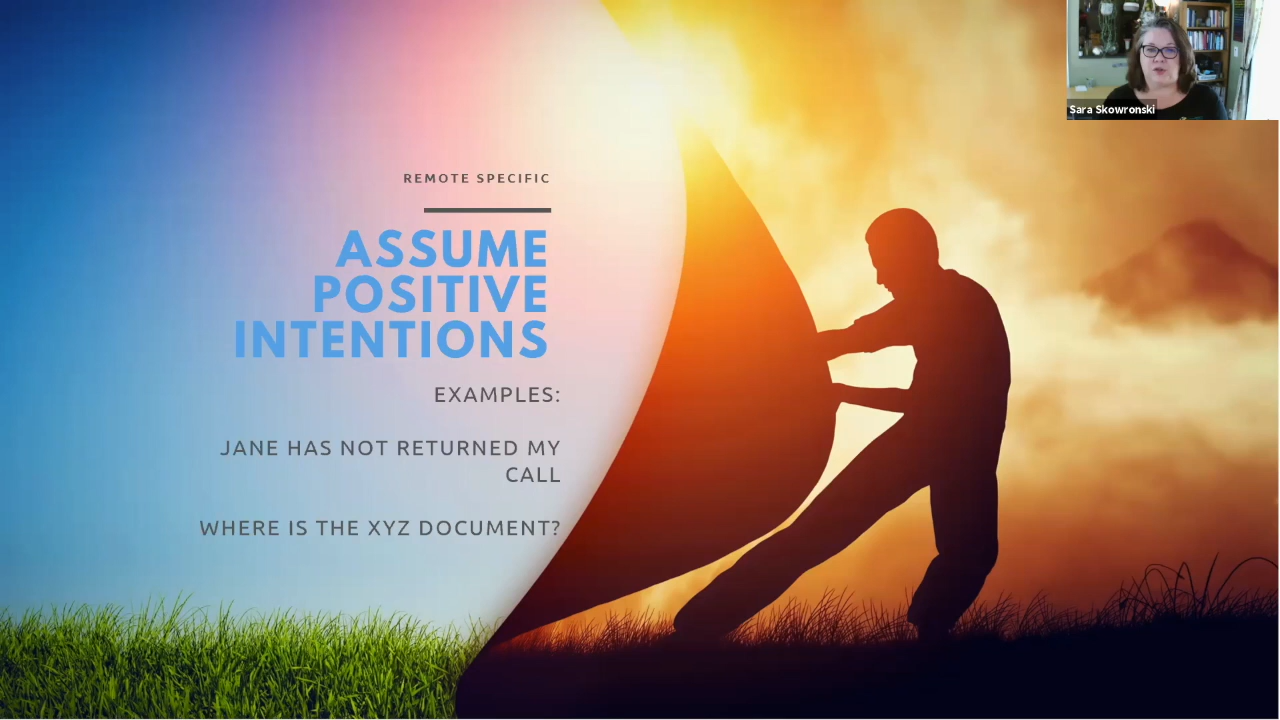 Sara Skowronski
REMOTE SPECIFIC
ASSUME
POSITIVE
INTENTIONS
EXAMPLES:
JANE HAS NOT RETURNED MY
CALL
WHERE IS THE XYZ DOCUMENT?